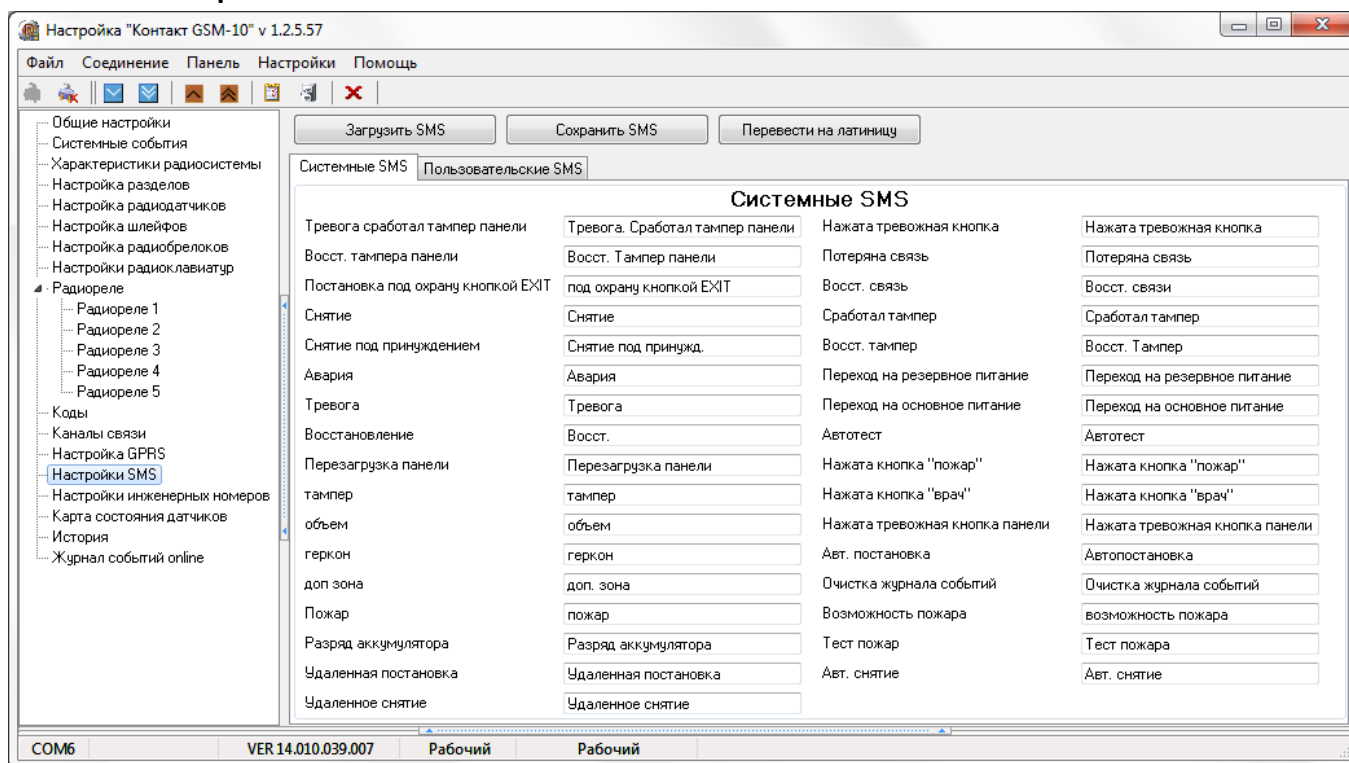 Настройка "Контакт GSM-10" v 1.2.5.57
Файл Соединение Панель Настройки Помощь
Общие настройки
Системные события
Характеристики радиосистемы
Настройка разделов
Настройка радиодатчиков
Настройка шлейфов
Настройка радиобрелоков
Настройки радиоклавиатур
Радиореле
Радиореле 1
Радиореле 2
Радиореле 3
Радиореле 4
Радиореле 5
Коды
Каналы связи
Настройка GPRS
Настройки SMS
Настройки инженерных номеров
Карта состояния датчиков
История
Журнал событий online
Загрузить SMS Сохранить SMS Перевести на латиницу
Системные SMS Пользовательские SMS
Системные SMS
Тревога сработал тампер панели Тревога. Сработал тампер панели Нажата тревожная кнопка Нажата тревожная кнопка
Восст. тампера панели Восст. Тампер панели Потеряна связь Потеряна связь
Постановка под охрану кнопкой EXIT под охрану кнопкой EXIT Восст. связь Восст. связи
Снятие Снятие Сработал тампер Сработал тампер
Снятие под принуждением Снятие под принужд. Восст. тампер Восст. Тампер
Авария Авария Переход на резервное питание Переход на резервное питание
Тревога Тревога Переход на основное питание Переход на основное питание
Восстановление Восст. Автотест Автотест
Перезагрузка панели Перезагрузка панели Нажата кнопка "пожар" Нажата кнопка "пожар"
тампер тампер Нажата кнопка "врач" Нажата кнопка "врач"
объем объем Нажата тревожная кнопка панели Нажата тревожная кнопка панели
геркон геркон Авт. постановка Автопостановка
доп зона доп. зона Очистка журнала событий Очистка журнала событий
Пожар пожар Возможность пожара возможность пожара
Разряд аккумулятора Разряд аккумулятора Тест пожар Тест пожара
Удаленная постановка Удаленная постановка Авт. снятие Авт. снятие
Удаленное снятие Удаленное снятие
COM6 VER 14.010.039.007 Рабочий Рабочий